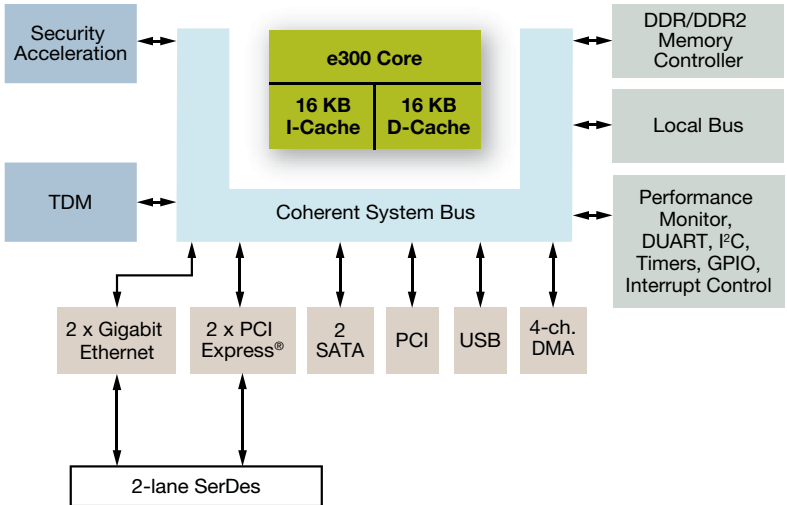 Security
Acceleration
e300 Core
16 KB
I-Cache
16 KB
D-Cache
DDR/DDR2
Memory
Controller
Local Bus
TDM
Coherent System Bus
Performance
Monitor,
DUART, I²C,
Timers, GPIO,
Interrupt Control
2 x Gigabit
Ethernet
2 x PCI
Express®
2
SATA
PCI
USB
4-ch.
DMA
2-lane SerDes